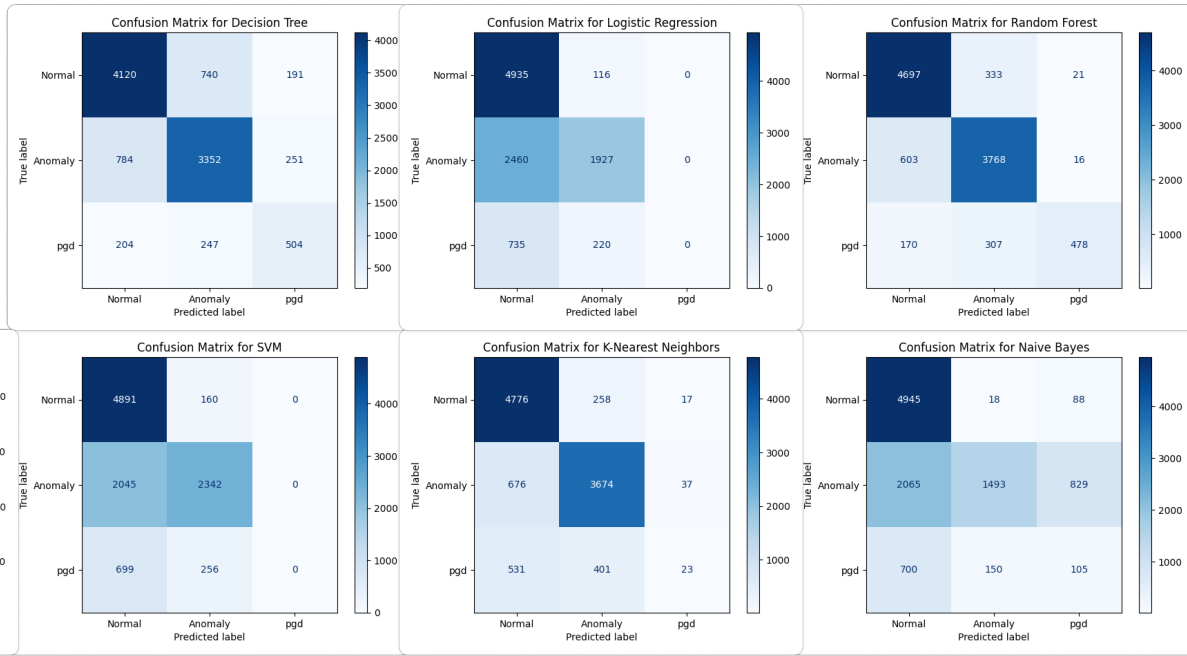 Confusion Matrix for Decision Tree
True label
Normal 4120 740 191
Anomaly 784 3352 251
pgd 204 247 504
Normal Anomaly pgd
Predicted label
4000
3500
3000
2500
2000
1500
1000
500
Confusion Matrix for Logistic Regression
True label
Normal 4935 116 0
Anomaly 2460 1927 0
pgd 735 220 0
Normal Anomaly pgd
Predicted label
4000
3000
2000
1000
0
Confusion Matrix for Random Forest
True label
Normal 4697 333 21
Anomaly 603 3768 16
pgd 170 307 478
Normal Anomaly pgd
Predicted label
4000
3000
2000
1000
0
0
0
0
Confusion Matrix for SVM
True label
Normal 4891 160 0
Anomaly 2045 2342 0
pgd 699 256 0
Normal Anomaly pgd
Predicted label
4000
3000
2000
1000
0
Confusion Matrix for K-Nearest Neighbors
True label
Normal 4776 258 17
Anomaly 676 3674 37
pgd 531 401 23
Normal Anomaly pgd
Predicted label
4000
3000
2000
1000
Confusion Matrix for Naive Bayes
True label
Normal 4945 18 88
Anomaly 2065 1493 829
pgd 700 150 105
Normal Anomaly pgd
Predicted label
4000
3000
2000
1000